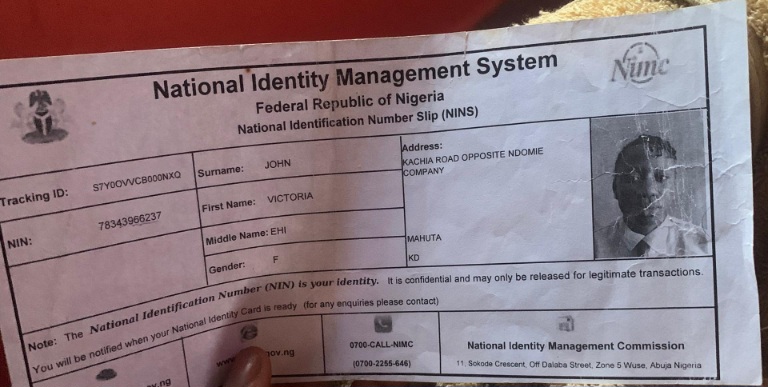 National Identity Management System
Nimc
Federal Republic of Nigeria
National Identification Number Slip (NINS)
Tracking ID: S7Y0OVVCB000NXQ
Surname: JOHN
Address:
KACHIA ROAD OPPOSITE NDOMIE
COMPANY
NIN: 78343966237
First Name: VICTORIA
Middle Name: EHI
MAHUTA
Gender: F
KD
Note: The National Identification Number (NIN) is your identity. It is confidential and may only be released for legitimate transactions.
You will be notified when your National Identity Card is ready (for any enquiries please contact)
0700-CALL-NIMC
(0700-2255-646)
National Identity Management Commission
11, Sokode Crescent, Off Dalaba Street, Zone 5 Wuse, Abuja Nigeria